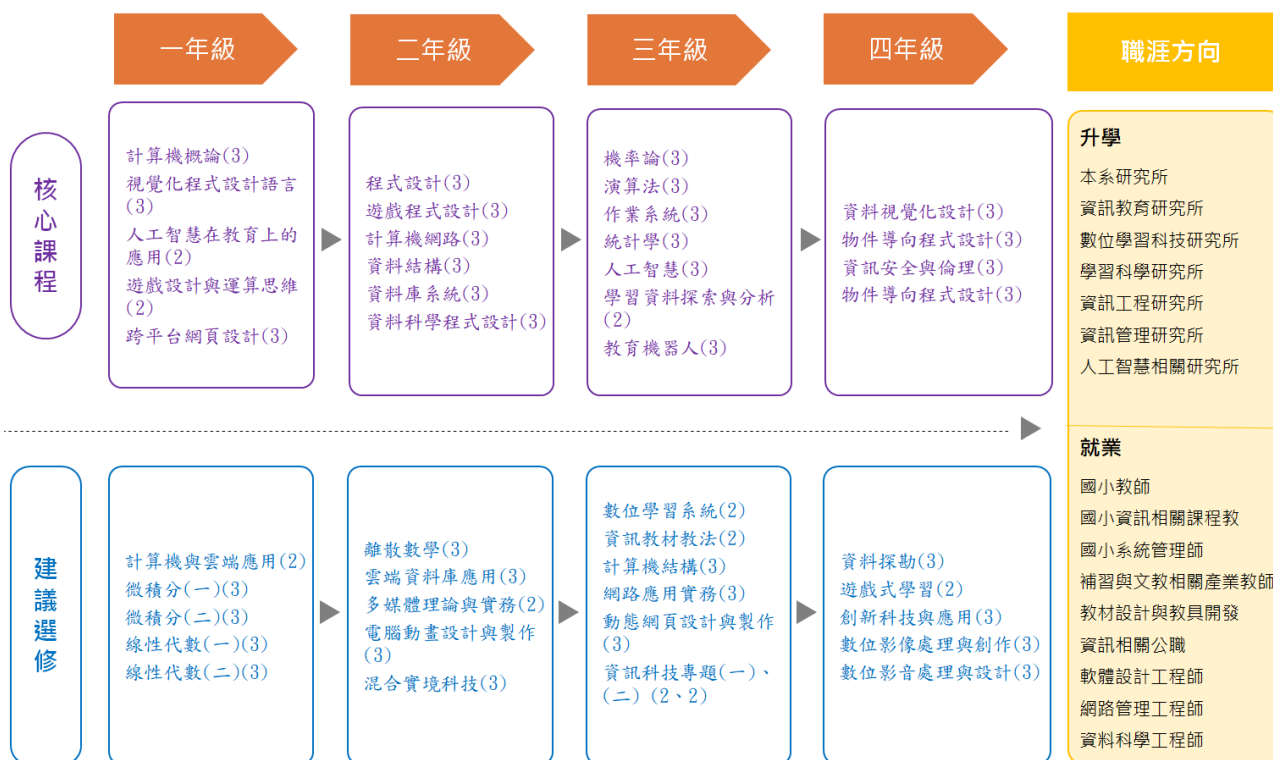 一年級
二年級
三年級
四年級
職涯方向
核心課程
計算機概論(3)
視覺化程式設計語言
(3)
人工智慧在教育上的
應用(2)
遊戲設計與運算思維
(2)
跨平台網頁設計(3)
程式設計(3)
遊戲程式設計(3)
計算機網路(3)
資料結構(3)
資料庫系統(3)
資料科學程式設計(3)
機率論(3)
演算法(3)
作業系統(3)
統計學(3)
人工智慧(3)
學習資料探索與分析
(2)
教育機器人(3)
資料視覺化設計(3)
物件導向程式設計(3)
資訊安全與倫理(3)
物件導向程式設計(3)
升學
本系研究所
資訊教育研究所
數位學習科技研究所
學習科學研究所
資訊工程研究所
資訊管理研究所
人工智慧相關研究所
建議選修
計算機與雲端應用(2)
微積分(一)(3)
微積分(二)(3)
線性代數(一)(3)
線性代數(二)(3)
離散數學(3)
雲端資料庫應用(3)
多媒體理論與實務(2)
電腦動畫設計與製作
(3)
混合實境科技(3)
數位學習系統(2)
資訊教材教法(2)
計算機結構(3)
網路應用實務(3)
動態網頁設計與製作
(3)
資訊科技專題(一)、
(二) (2、2)
資料探勘(3)
遊戲式學習(2)
創新科技與應用(3)
數位影像處理與創作(3)
數位影音處理與設計(3)
就業
國小教師
國小資訊相關課程教
國小系統管理師
補習與文教相關產業教師
教材設計與教具開發
資訊相關公職
軟體設計工程師
網路管理工程師
資料科學工程師